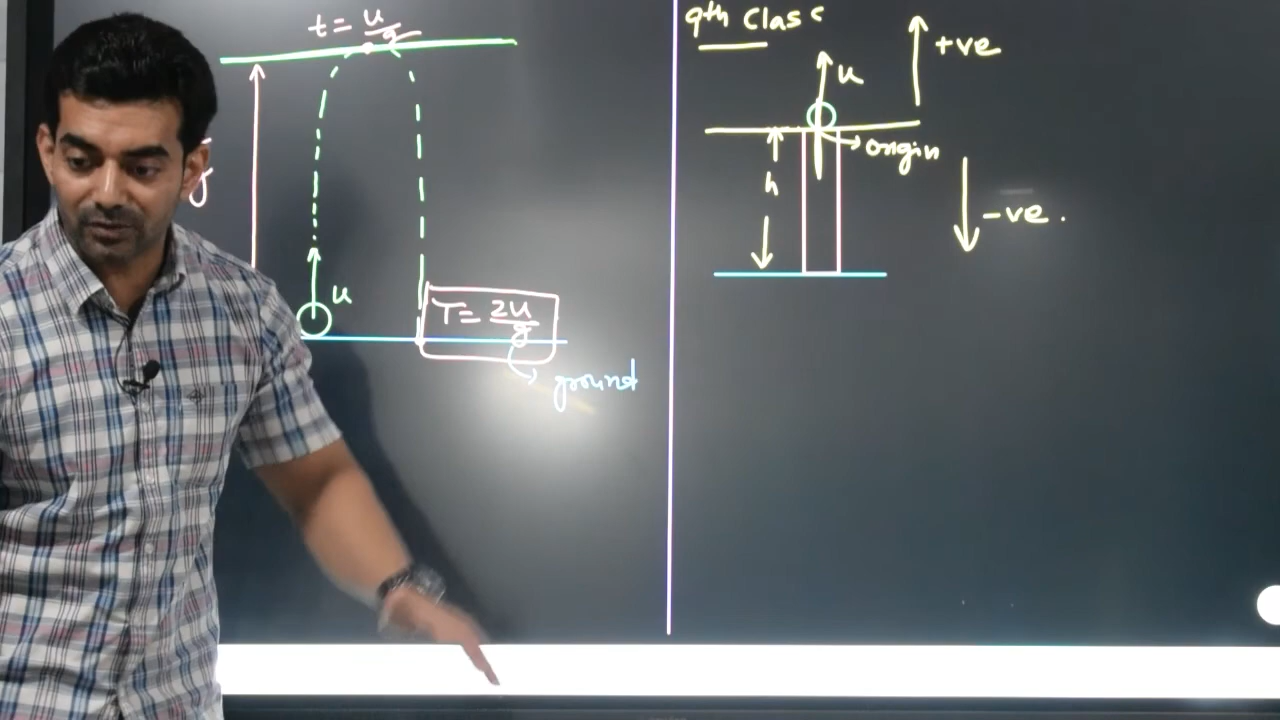 t = u/g
u
T = 2u/g
ground
9th Class
u
+ve
origin
h
-ve.